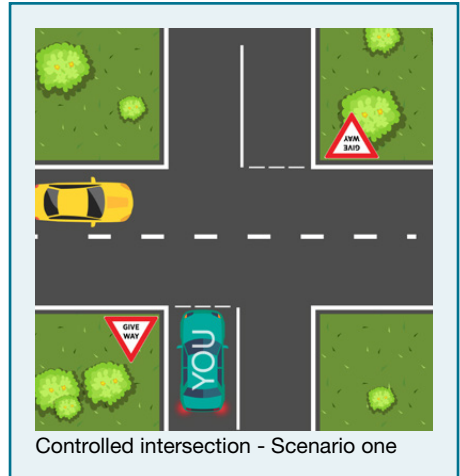 GIVE
WAY
GIVE
WAY
YOU
Controlled intersection - Scenario one